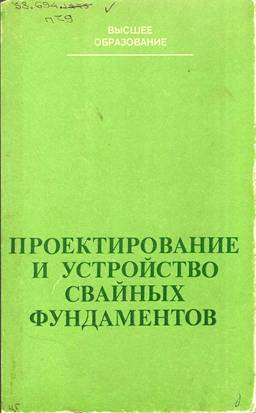 ВЫСШЕЕ
ОБРАЗОВАНИЕ
ПРОЕКТИРОВАНИЕ
И УСТРОЙСТВО
СВАЙНЫХ
ФУНДАМЕНТОВ